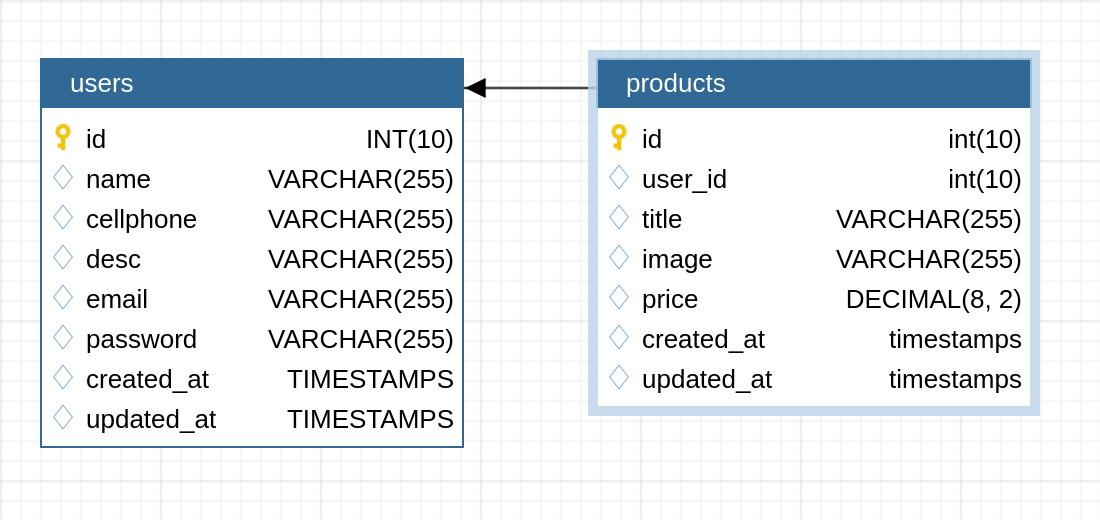 users
id INT(10)
name VARCHAR(255)
cellphone VARCHAR(255)
desc VARCHAR(255)
email VARCHAR(255)
password VARCHAR(255)
created_at TIMESTAMPS
updated_at TIMESTAMPS
products
id int(10)
user_id int(10)
title VARCHAR(255)
image VARCHAR(255)
price DECIMAL(8, 2)
created_at timestamps
updated_at timestamps